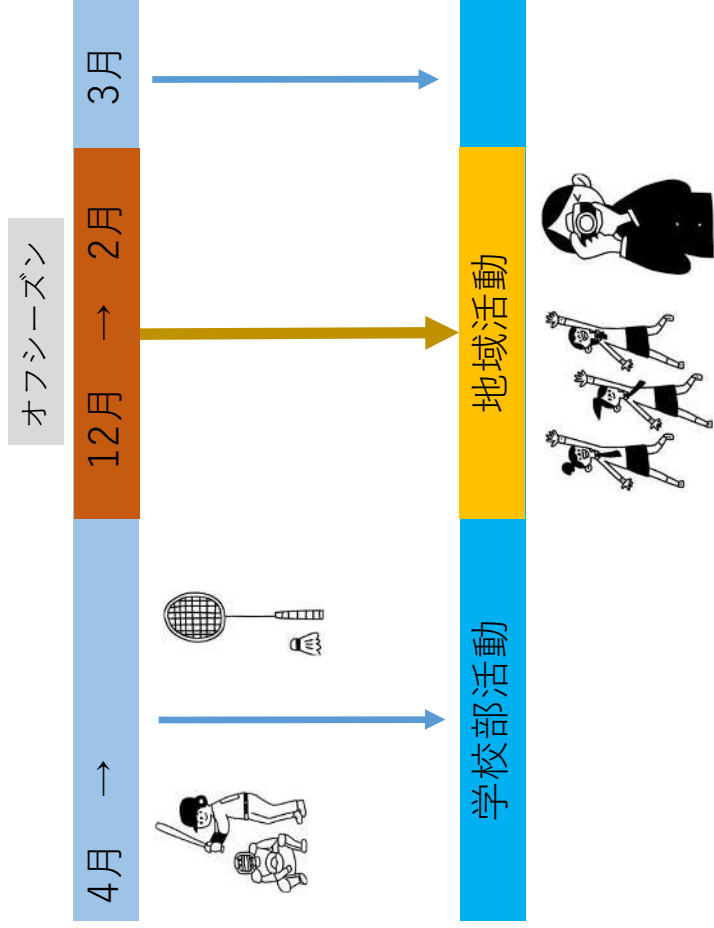 オフシーズン
4月 → 12月 → 2月 3月
学校部活動 地域活動